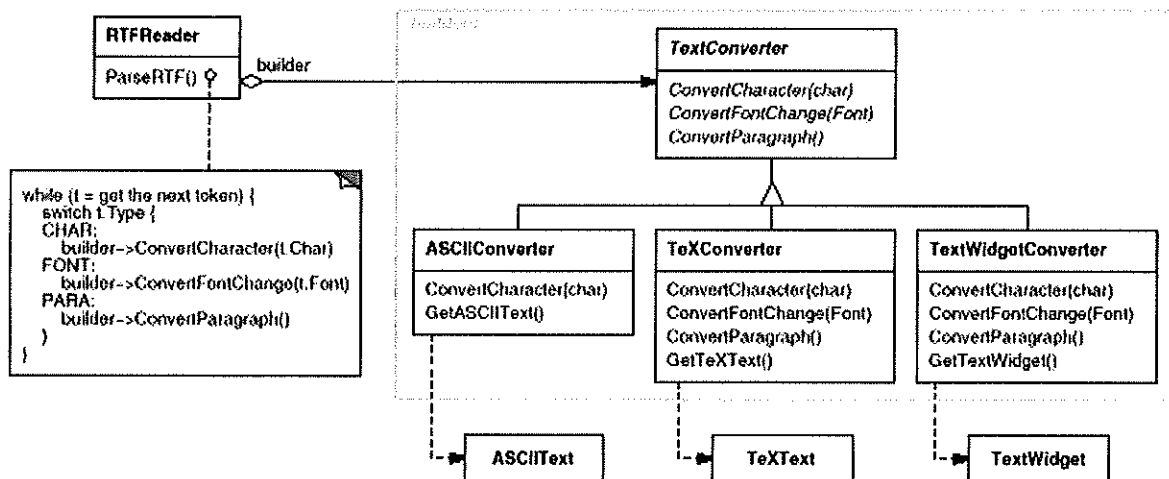 builders
RTFReader
ParseRTF()
builder
TextConverter
ConvertCharacter(char)
ConvertFontChange(Font)
ConvertParagraph()
while (t = get the next token) {
switch t.Type {
CHAR:
builder->ConvertCharacter(t.Char)
FONT:
builder->ConvertFontChange(t.Font)
PARA:
builder->ConvertParagraph()
}
}
ASCIIConverter
ConvertCharacter(char)
GetASCIIText()
TeXConverter
ConvertCharacter(char)
ConvertFontChange(Font)
ConvertParagraph()
GetTeXText()
TextWidgetConverter
ConvertCharacter(char)
ConvertFontChange(Font)
ConvertParagraph()
GetTextWidget()
ASCIIText
TeXText
TextWidget